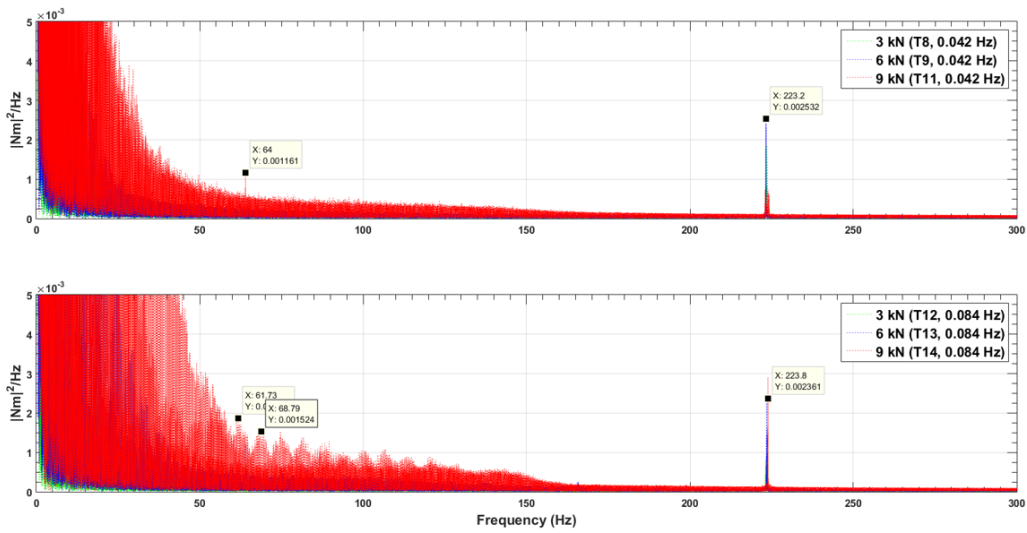 ×10-3
5
4
3
2
1
0
|Nm|2/Hz
0 50 100 150 200 250 300
X: 64
Y: 0.001161
X: 223.2
Y: 0.002532
3 kN (T8, 0.042 Hz)
6 kN (T9, 0.042 Hz)
9 kN (T11, 0.042 Hz)
×10-3
5
4
3
2
1
0
|Nm|2/Hz
X: 61.73
Y: 0.0
X: 68.79
Y: 0.001524
X: 223.8
Y: 0.002361
3 kN (T12, 0.084 Hz)
6 kN (T13, 0.084 Hz)
9 kN (T14, 0.084 Hz)
0 50 100 150 200 250 300
Frequency (Hz)